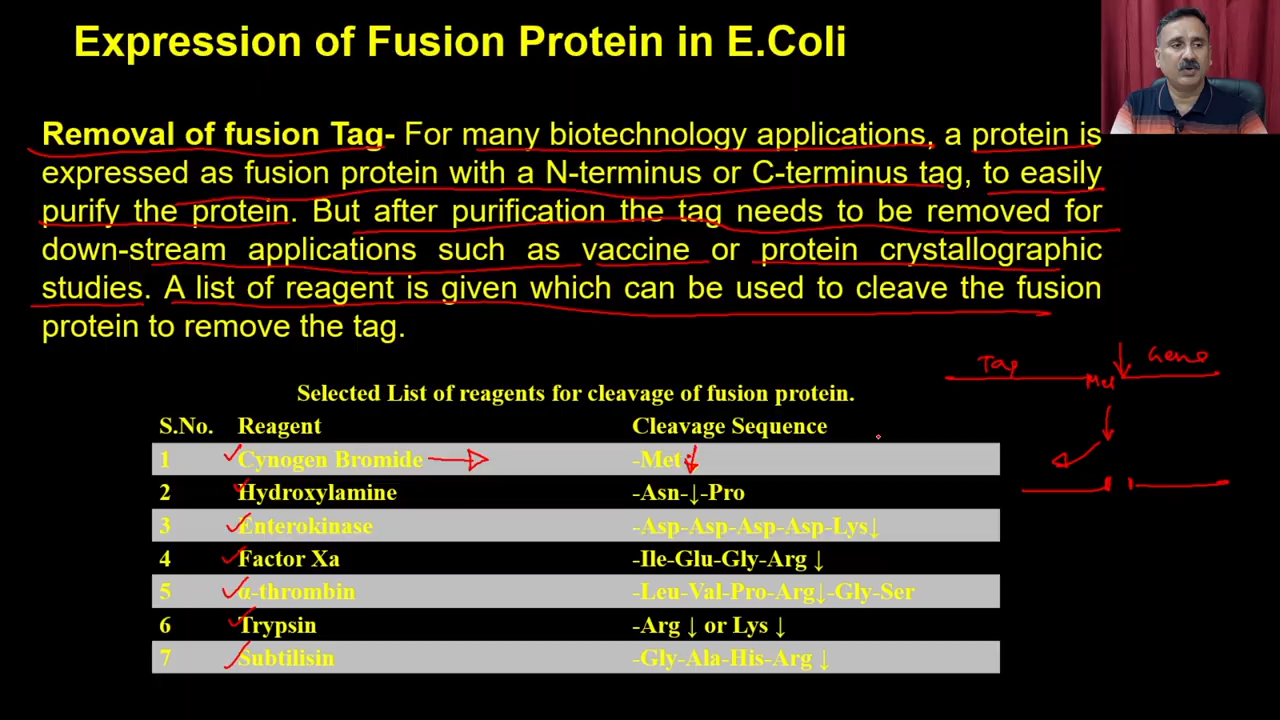 Expression of Fusion Protein in E.Coli
Removal of fusion Tag- For many biotechnology applications, a protein is
expressed as fusion protein with a N-terminus or C-terminus tag, to easily
purify the protein. But after purification the tag needs to be removed for
down-stream applications such as vaccine or protein crystallographic
studies. A list of reagent is given which can be used to cleave the fusion
protein to remove the tag.
Tag Gene
Met
Selected List of reagents for cleavage of fusion protein.
S.No. Reagent Cleavage Sequence
1 Cynogen Bromide -Met↓
2 Hydroxylamine -Asn-↓-Pro
3 Enterokinase -Asp-Asp-Asp-Asp-Lys↓
4 Factor Xa -Ile-Glu-Gly-Arg ↓
5 α-thrombin -Leu-Val-Pro-Arg↓-Gly-Ser
6 Trypsin -Arg ↓ or Lys ↓
7 Subtilisin -Gly-Ala-His-Arg ↓